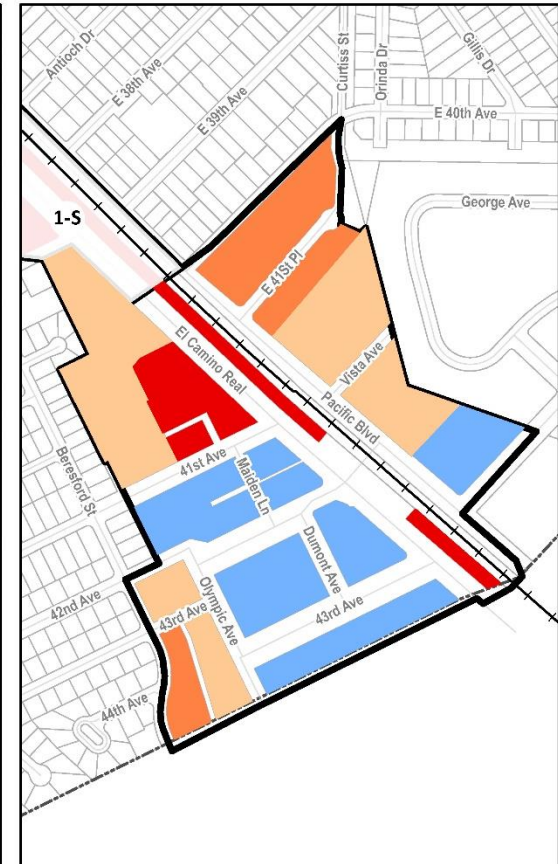 Antioch Dr
E 38th Ave
E 39th Ave
Curtiss St
Orinda Dr
Gillis Dr
E 40th Ave
George Ave
1-S
E 41St Pl
El Camino Real
Vista Ave
Pacific Blvd
Beresford St
41st Ave
Maiden Ln
Dumont Ave
Olympic Ave
42nd Ave
43rd Ave
43rd Ave
44th Ave